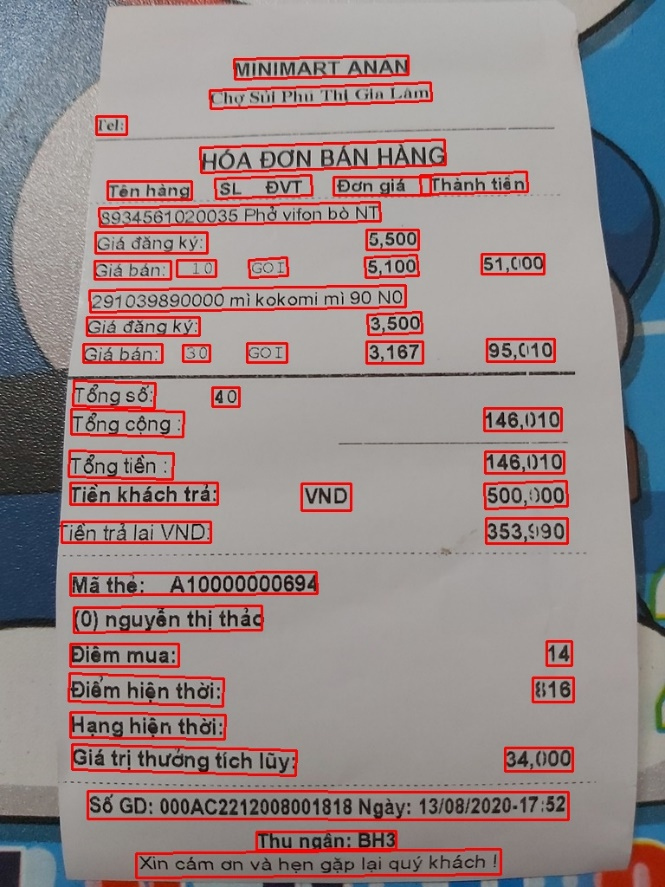 MINIMART ANAN
Chợ Sủi Phú Thị Gia Lâm
Tel:
HÓA ĐƠN BÁN HÀNG
Tên hàng SL ĐVT Đơn giá Thành tiền
8934561020035 Phở vifon bò NT
Giá đăng ký: 5,500
Giá bán: 10 GOI 5,100 51,000
291039890000 mì kokomi mì 90 N0
Giá đăng ký: 3,500
Giá bán: 30 GOI 3,167 95,010
Tổng số: 40
Tổng cộng : 146,010
Tổng tiền : 146,010
Tiền khách trả: VND 500,000
Tiền trả lại VND: 353,990
Mã thẻ: A10000000694
(0) nguyễn thị thảo
Điểm mua: 14
Điểm hiện thời: 816
Hạng hiện thời:
Giá trị thưởng tích lũy: 34,000
Số GD: 000AC2212008001818 Ngày: 13/08/2020-17:52
Thu ngân: BH3
Xin cám ơn và hẹn gặp lại quý khách !